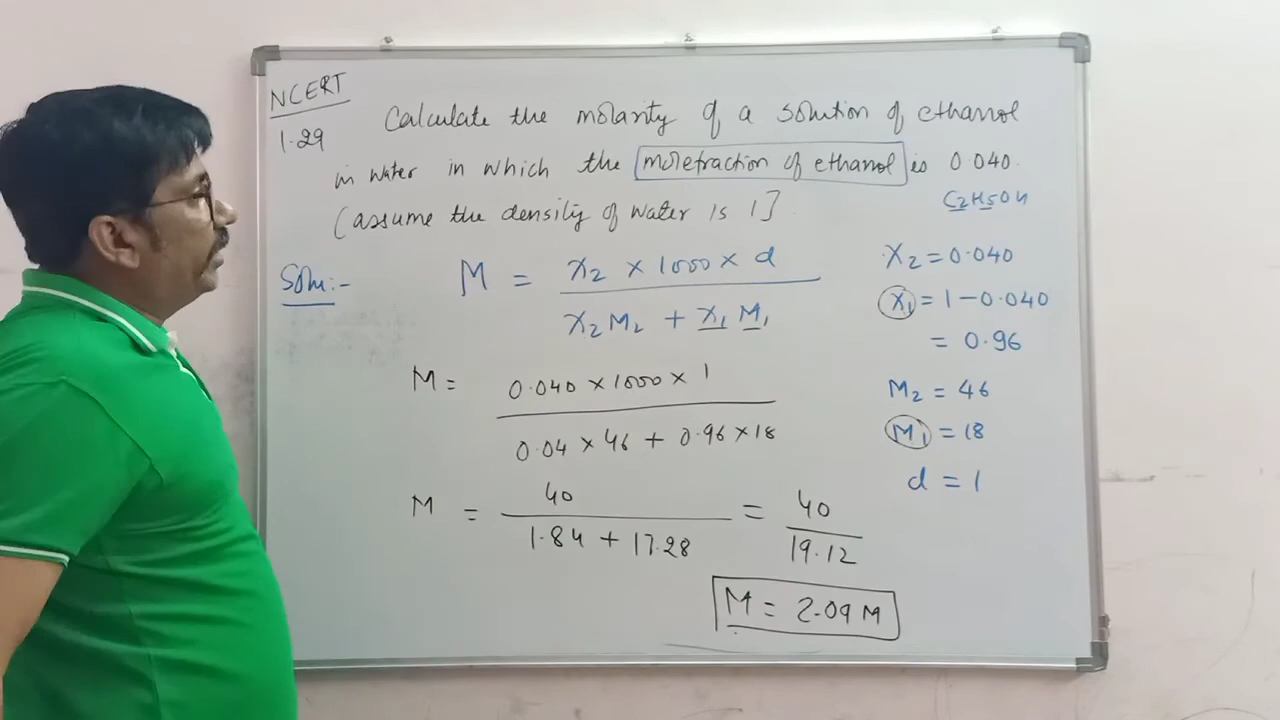 NCERT
1.29
Calculate the molarity of a solution of ethanol
in water in which the molefraction of ethanol is 0.040.
(assume the density of water is 1]
C2H5OH
Soln:-
M = X2 × 1000 × d / X2M2 + X1M1
X2 = 0.040
X1 = 1 – 0.040
= 0.96
M2 = 46
M1 = 18
d = 1
M = 0.040 × 1000 × 1 / 0.04 × 46 + 0.96 × 18
M = 40 / 1.84 + 17.28 = 40 / 19.12
M = 2.09 M